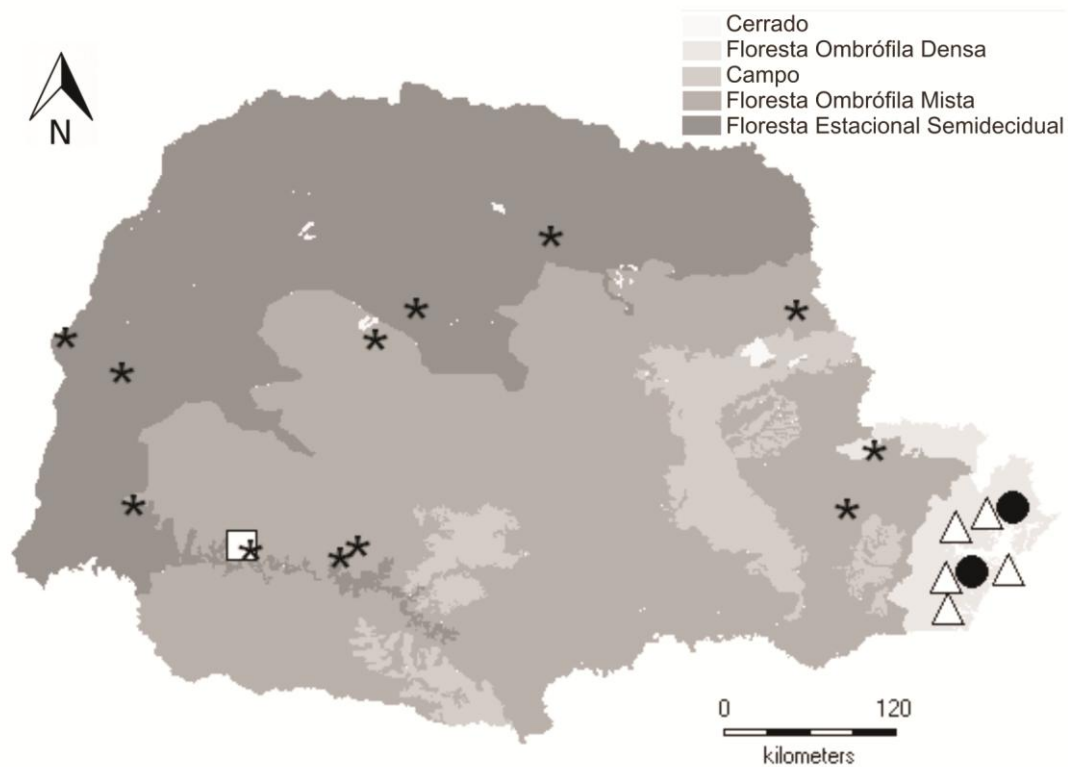 Cerrado
Floresta Ombrófila Densa
Campo
Floresta Ombrófila Mista
Floresta Estacional Semidecidual
N
0 120
kilometers